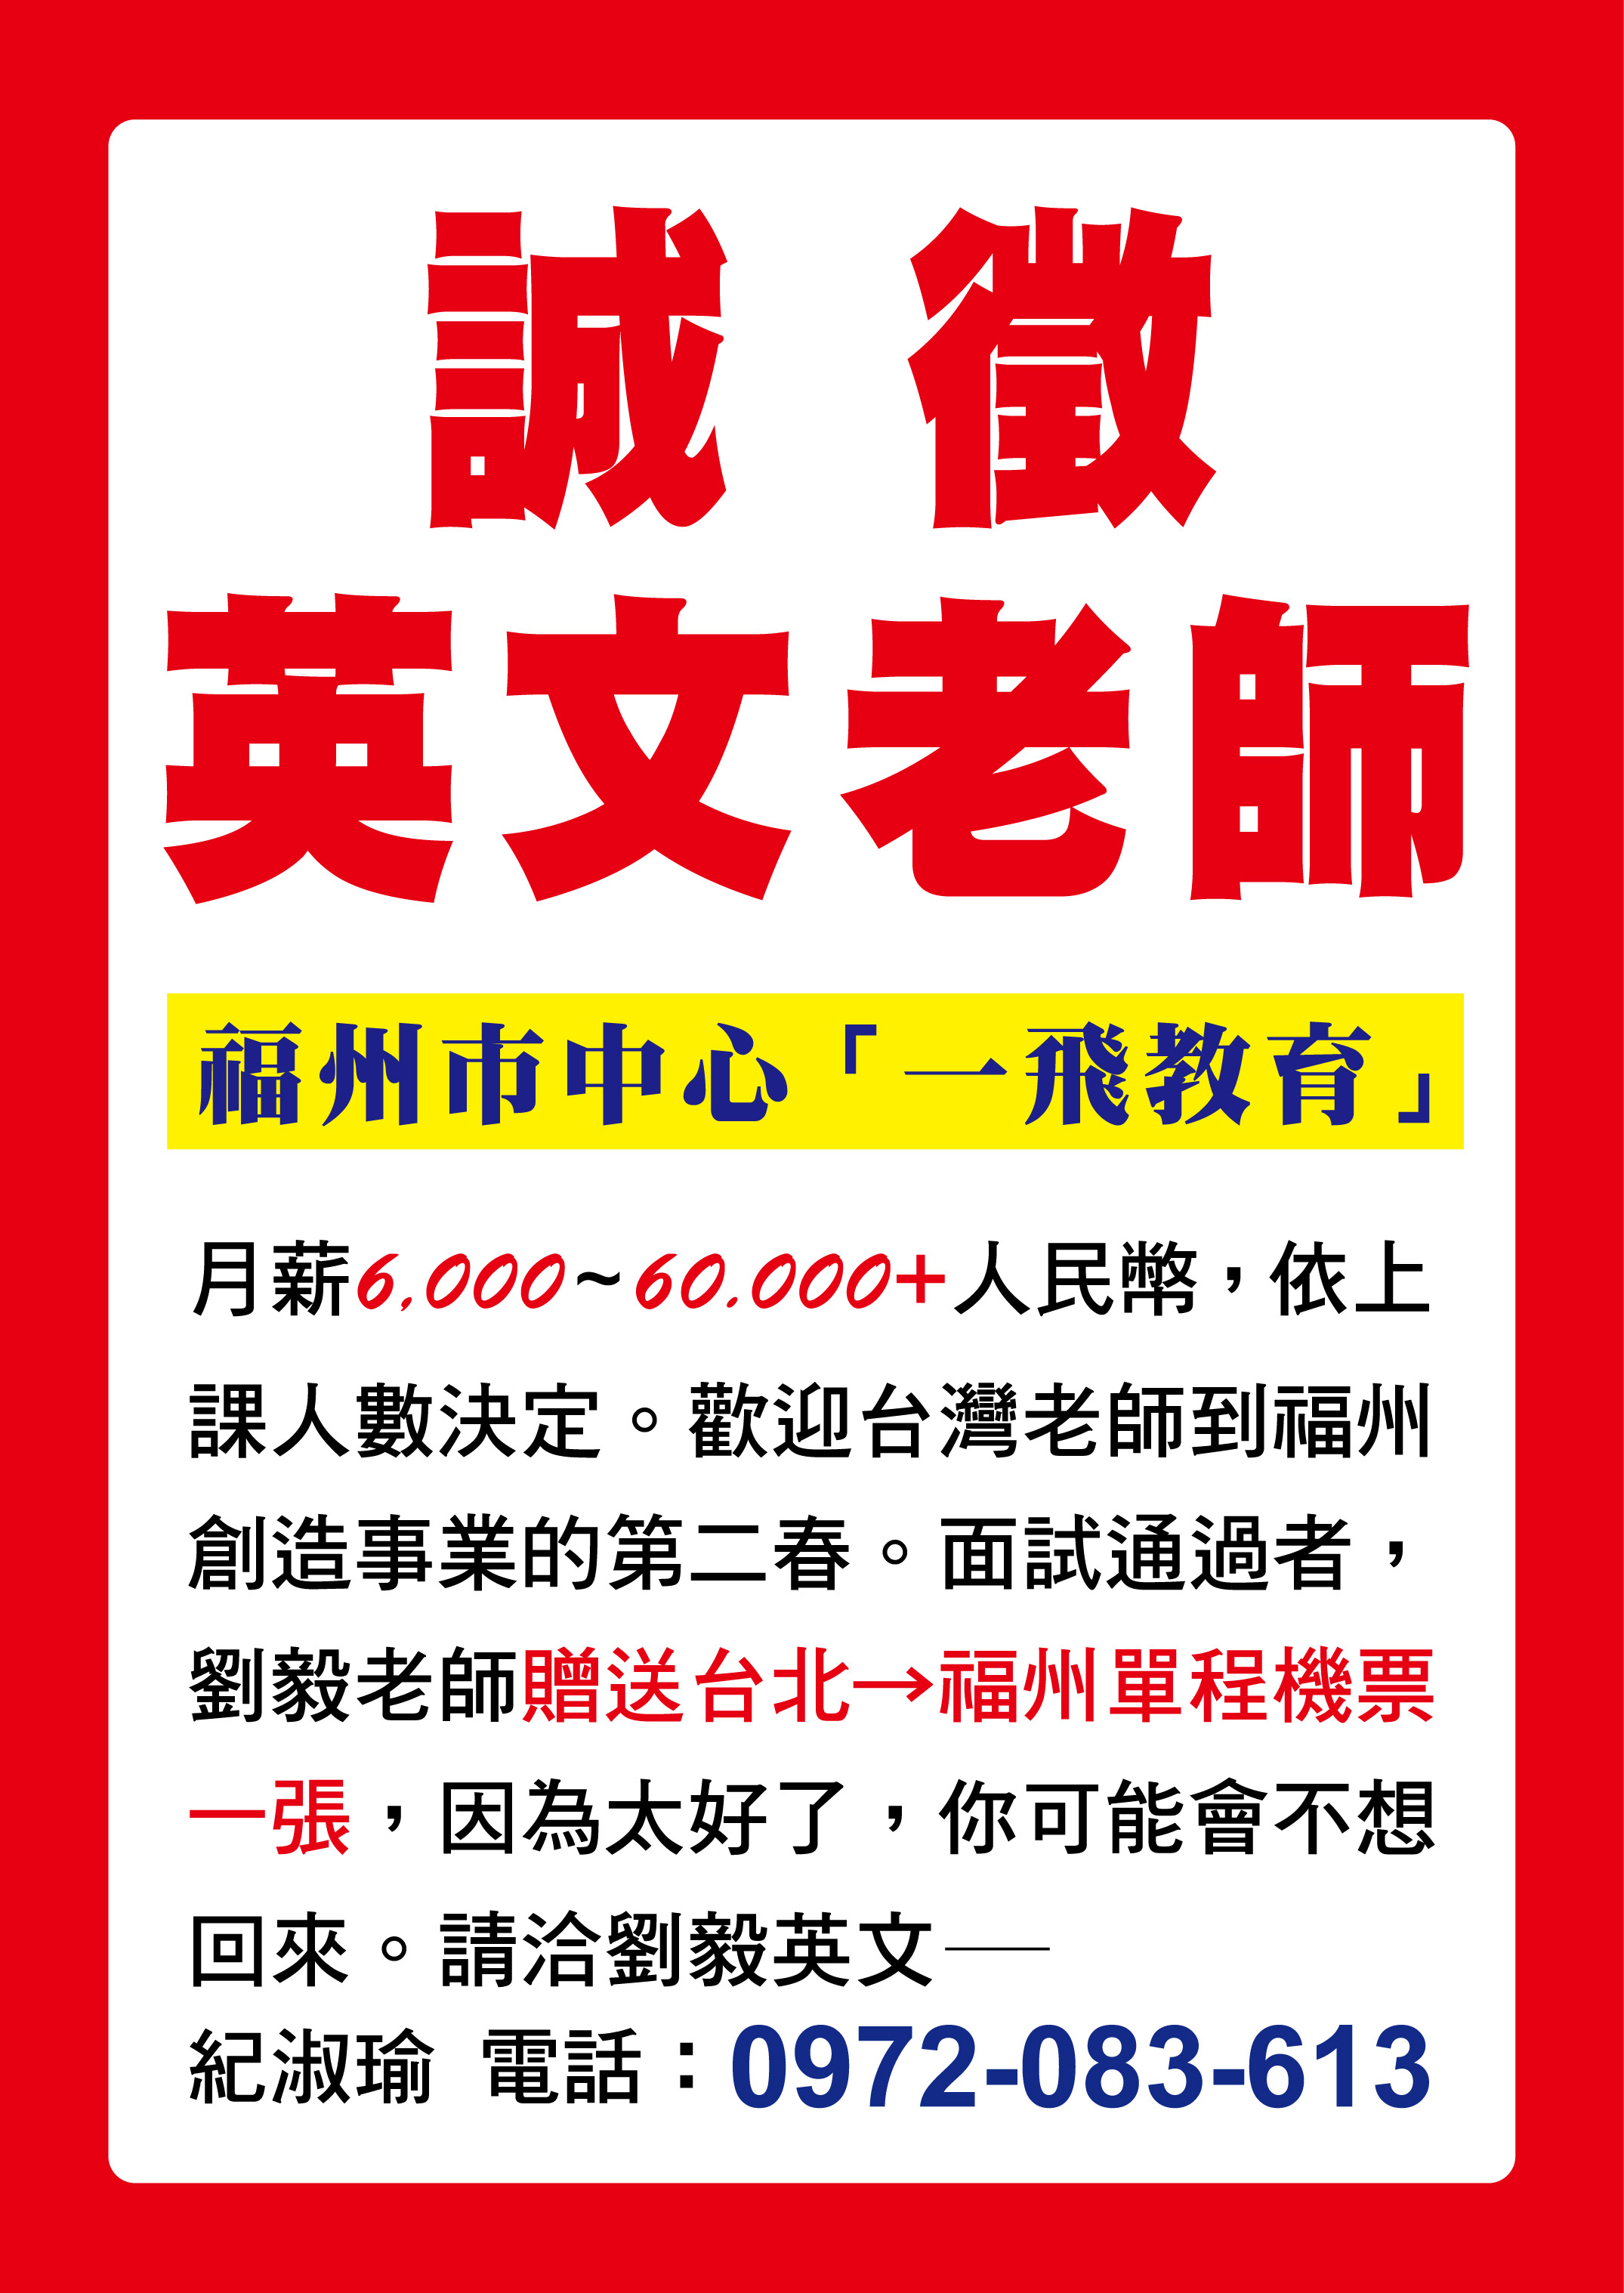 誠徵
英文老師
福州市中心「一飛教育」
月薪6,000~60.000+人民幣，依上
課人數決定。歡迎台灣老師到福州
創造事業的第二春。面試通過者，
劉毅老師贈送台北→福州單程機票
一張，因為太好了，你可能會不想
回來。請洽劉毅英文——
紀淑瑜 電話：0972-083-613